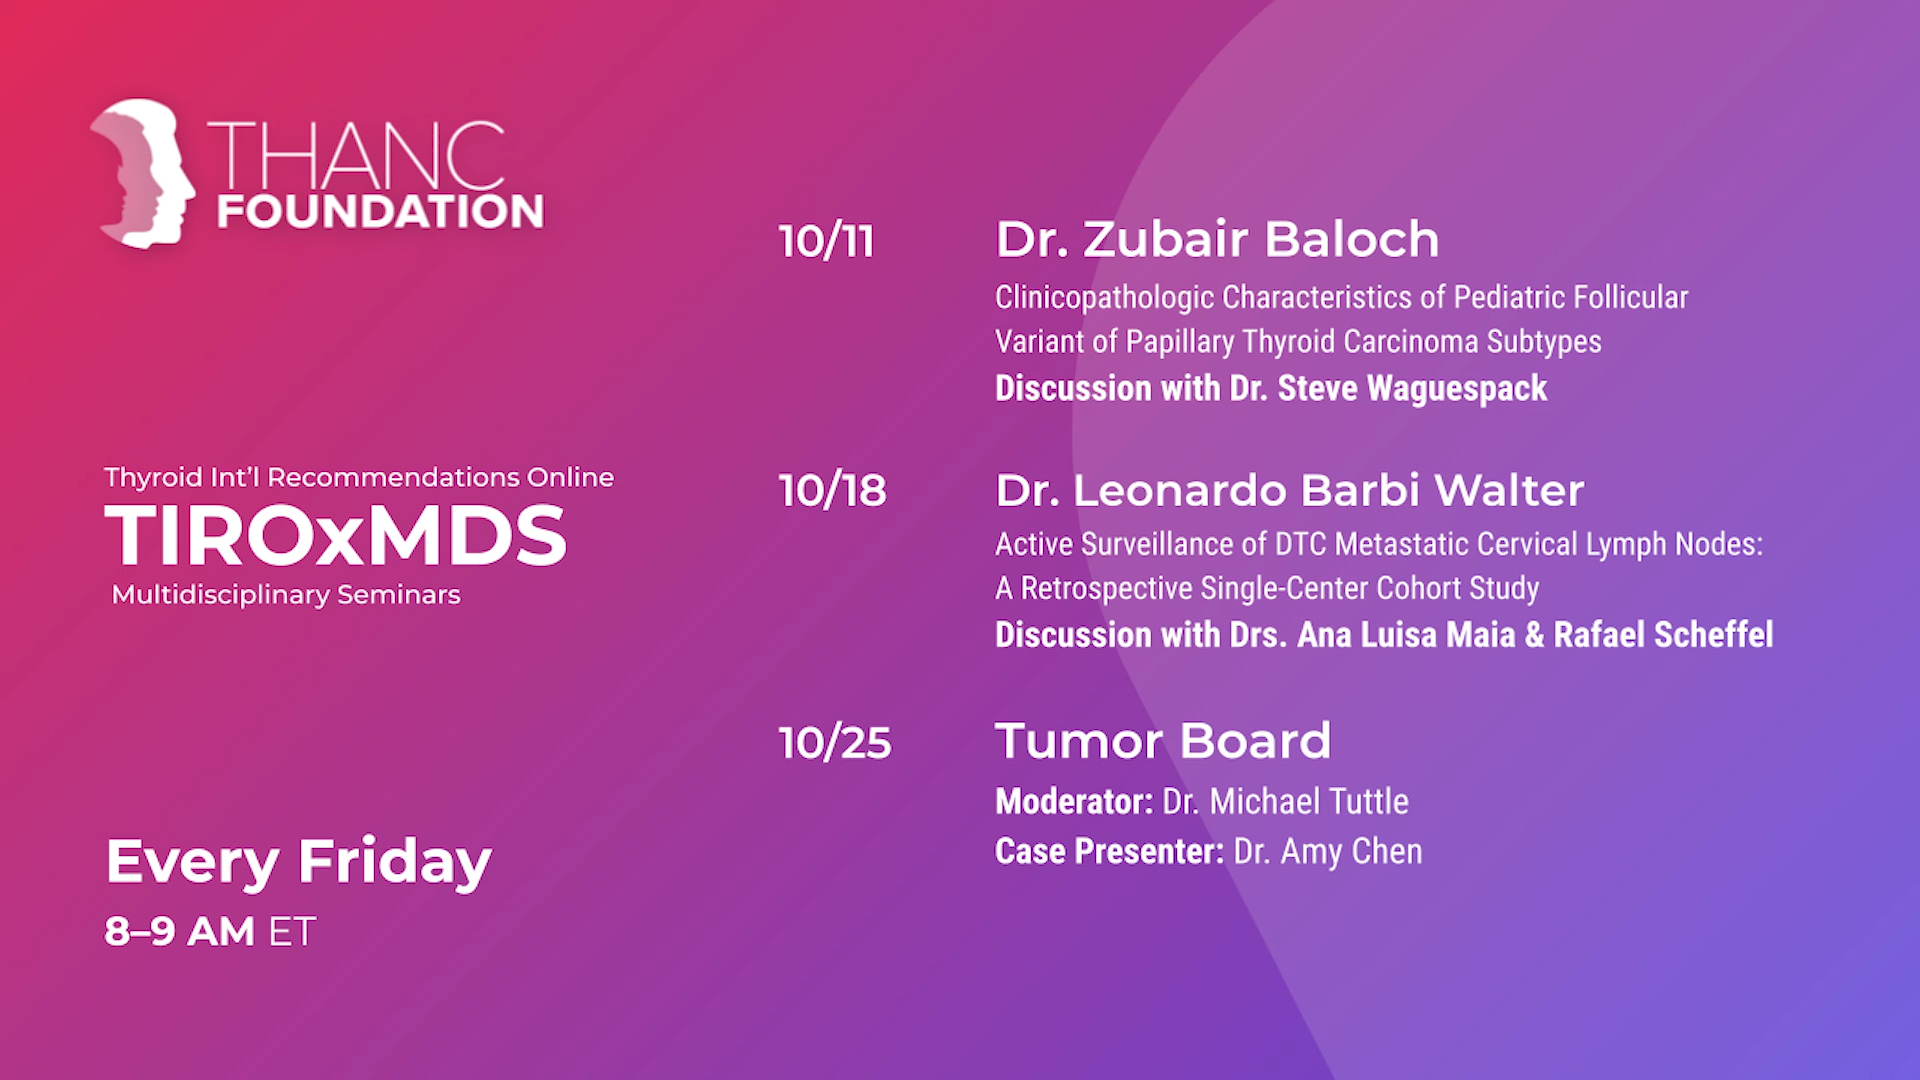 THANC
FOUNDATION
Thyroid Int'l Recommendations Online
TIROxMDS
Multidisciplinary Seminars
Every Friday
8–9 AM ET
10/11
Dr. Zubair Baloch
Clinicopathologic Characteristics of Pediatric Follicular
Variant of Papillary Thyroid Carcinoma Subtypes
Discussion with Dr. Steve Waguespack
10/18
Dr. Leonardo Barbi Walter
Active Surveillance of DTC Metastatic Cervical Lymph Nodes:
A Retrospective Single-Center Cohort Study
Discussion with Drs. Ana Luisa Maia & Rafael Scheffel
10/25
Tumor Board
Moderator: Dr. Michael Tuttle
Case Presenter: Dr. Amy Chen